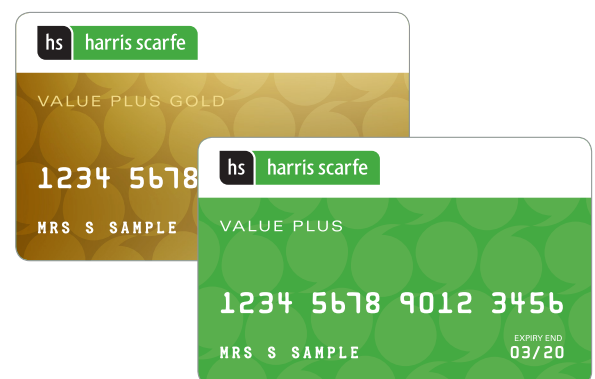 hs harris scarfe
VALUE PLUS GOLD
1234 5678
MRS S SAMPLE
hs harris scarfe
VALUE PLUS
1234 5678 9012 3456
EXPIRY END
03/20
MRS S SAMPLE